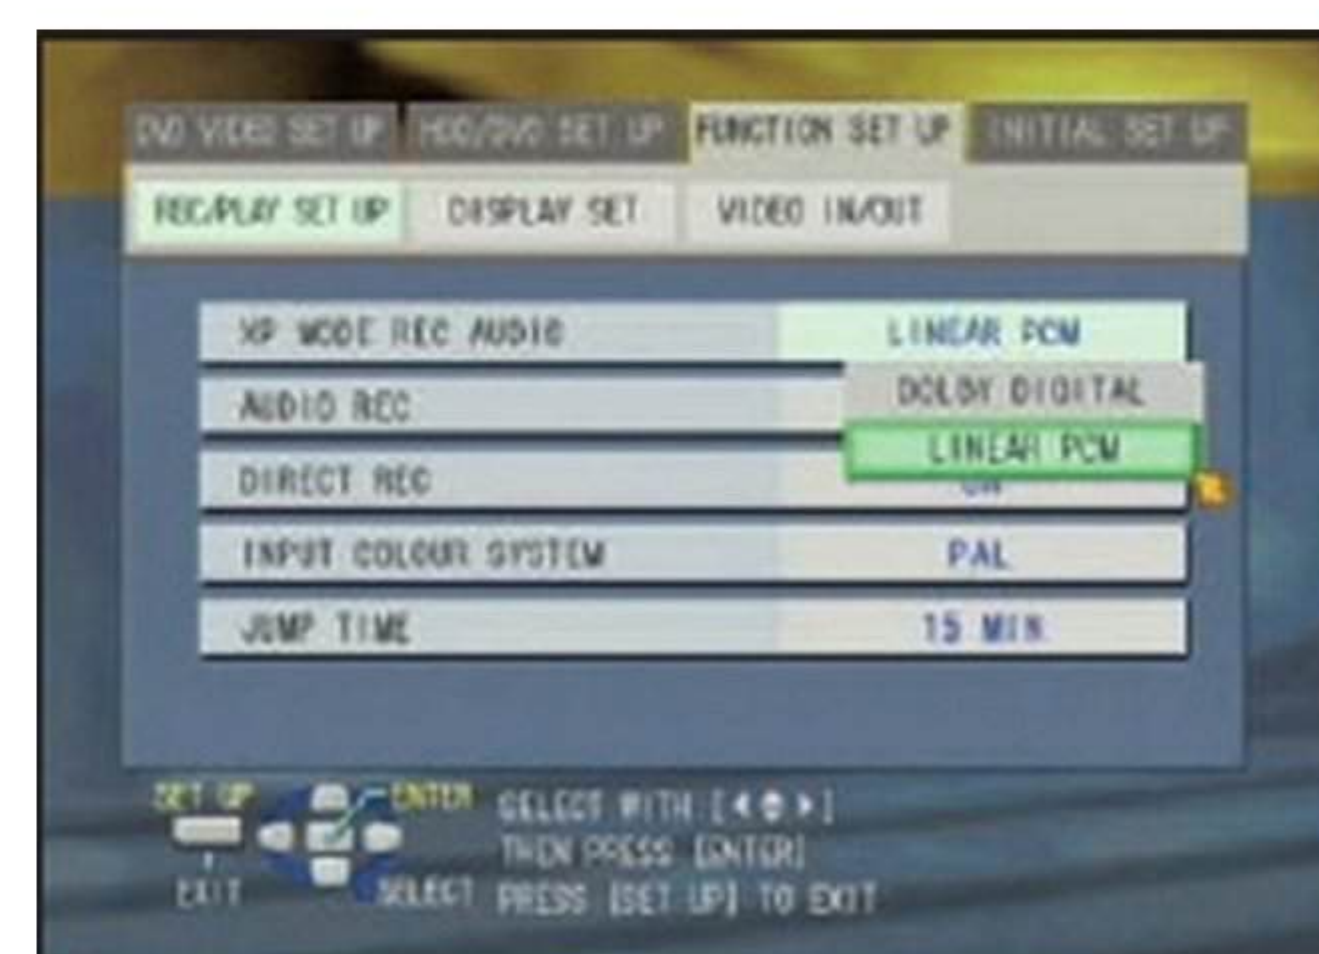 DVD VIDEO SET UP HDD/DVD SET UP FUNCTION SET UP INITIAL SET UP
REC/PLAY SET UP DISPLAY SET VIDEO IN/OUT
XP MODE REC AUDIO LINEAR PCM
AUDIO REC DOLBY DIGITAL
LINEAR PCM
DIRECT REC
INPUT COLOUR SYSTEM PAL
JUMP TIME 15 MIN
SET UP ENTER SELECT WITH [◀◆▶]
THEN PRESS [ENTER]
EXIT SELECT PRESS [SET UP] TO EXIT